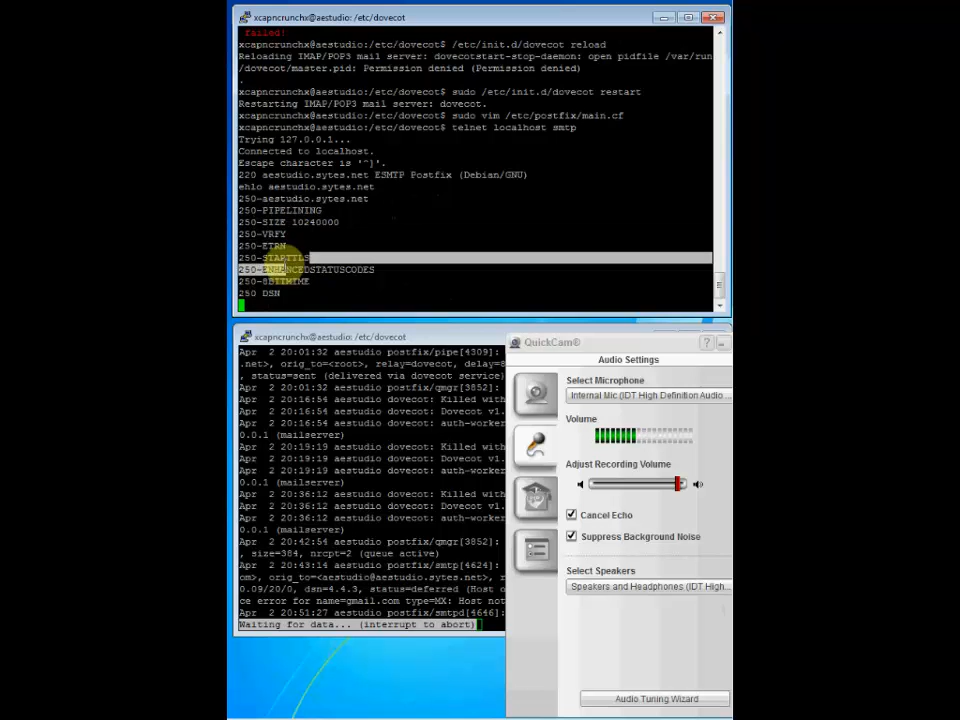 xcapncrunchx@aestudio: /etc/dovecot
failed!
xcapncrunchx@aestudio:/etc/dovecot$ /etc/init.d/dovecot reload
Reloading IMAP/POP3 mail server: dovecotstart-stop-daemon: open pidfile /var/run
/dovecot/master.pid: Permission denied (Permission denied)
.
xcapncrunchx@aestudio:/etc/dovecot$ sudo /etc/init.d/dovecot restart
Restarting IMAP/POP3 mail server: dovecot.
xcapncrunchx@aestudio:/etc/dovecot$ sudo vim /etc/postfix/main.cf
xcapncrunchx@aestudio:/etc/dovecot$ telnet localhost smtp
Trying 127.0.0.1...
Connected to localhost.
Escape character is '^]'.
220 aestudio.sytes.net ESMTP Postfix (Debian/GNU)
ehlo aestudio.sytes.net
250-aestudio.sytes.net
250-PIPELINING
250-SIZE 10240000
250-VRFY
250-ETRN
250-STARTTLS
250-ENHANCEDSTATUSCODES
250-8BITMIME
250 DSN
xcapncrunchx@aestudio: /etc/dovecot
Apr  2 20:01:32 aestudio postfix/pipe[4309]:
.net>, orig_to=<root>, relay=dovecot, delay=8
, status=sent (delivered via dovecot service)
Apr  2 20:01:32 aestudio postfix/qmgr[3852]:
Apr  2 20:16:54 aestudio dovecot: Killed with
Apr  2 20:16:54 aestudio dovecot: Dovecot v1.
Apr  2 20:16:54 aestudio dovecot: auth-worker
0.0.1 (mailserver)
Apr  2 20:19:19 aestudio dovecot: Killed with
Apr  2 20:19:19 aestudio dovecot: Dovecot v1.
Apr  2 20:19:19 aestudio dovecot: auth-worker
0.0.1 (mailserver)
Apr  2 20:36:12 aestudio dovecot: Killed with
Apr  2 20:36:12 aestudio dovecot: Dovecot v1.
Apr  2 20:36:12 aestudio dovecot: auth-worker
0.0.1 (mailserver)
Apr  2 20:42:54 aestudio postfix/qmgr[3852]:
, size=384, nrcpt=2 (queue active)
Apr  2 20:43:14 aestudio postfix/smtp[4624]:
om>, orig_to=<aestudio@aestudio.sytes.net>, r
0.09/20/0, dsn=4.4.3, status=deferred (Host o
ce error for name=gmail.com type=MX: Host not
Apr  2 20:51:27 aestudio postfix/smtpd[4646]:
Waiting for data... (interrupt to abort)
QuickCam®
Audio Settings
Select Microphone
Internal Mic (IDT High Definition Audio ...
Volume
Adjust Recording Volume
Cancel Echo
Suppress Background Noise
Select Speakers
Speakers and Headphones (IDT High...
Audio Tuning Wizard